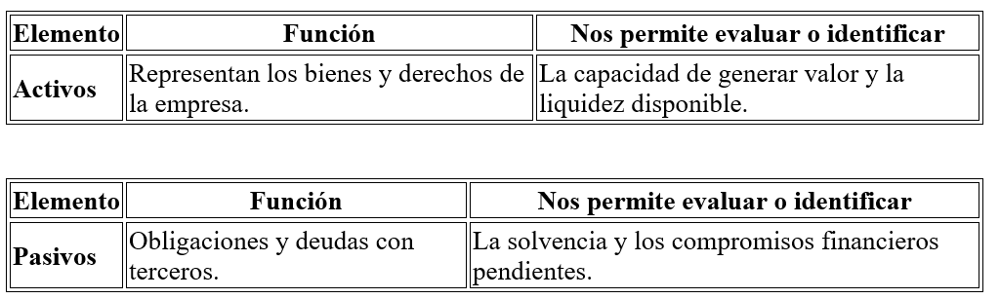 Elemento Función Nos permite evaluar o identificar
Activos Representan los bienes y derechos de la empresa. La capacidad de generar valor y la liquidez disponible.
Elemento Función Nos permite evaluar o identificar
Pasivos Obligaciones y deudas con terceros. La solvencia y los compromisos financieros pendientes.